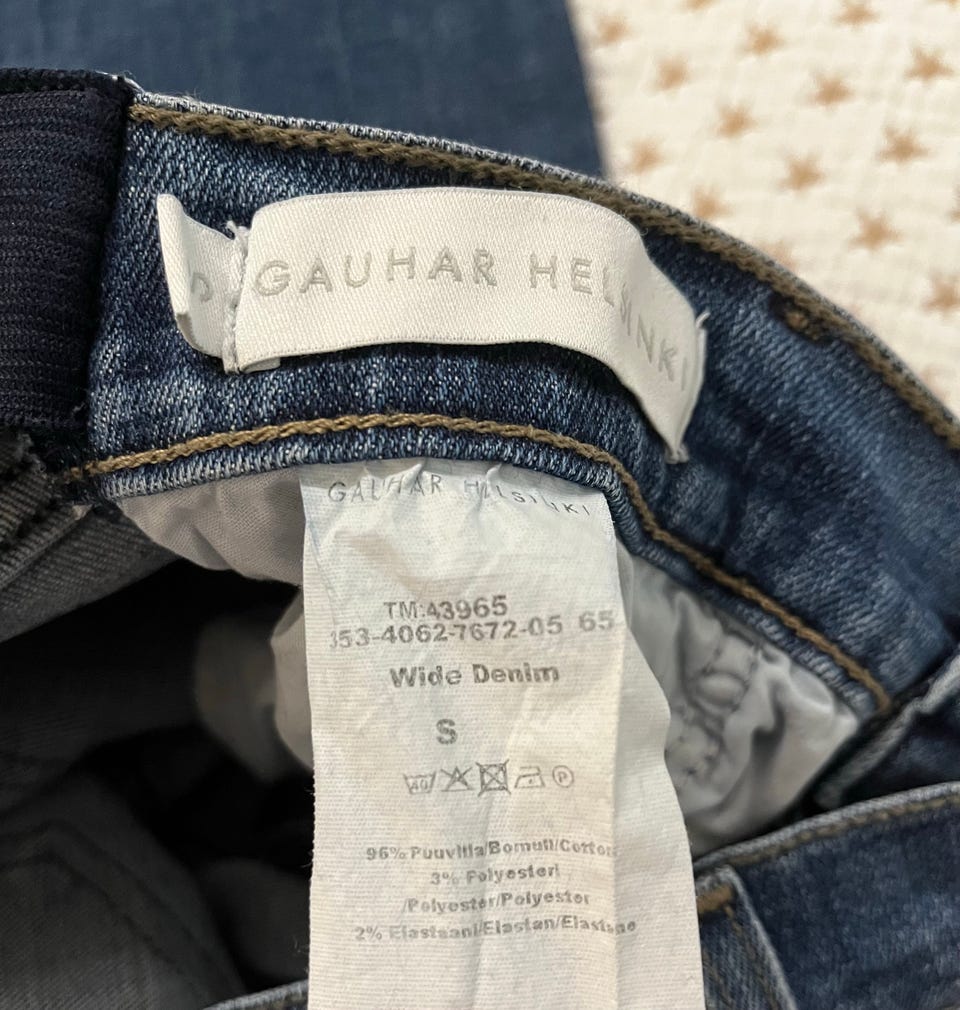 GAUHAR HELSINKI
GAUHAR HELSINKI
TM:43965
353-4062-7672-05 65
Wide Denim
S
40 P
96% Puuvilla/Bomull/Cotton
3% Polyesteri
/Polyester/Polyester
2% Elastaani/Elastan/Elastane